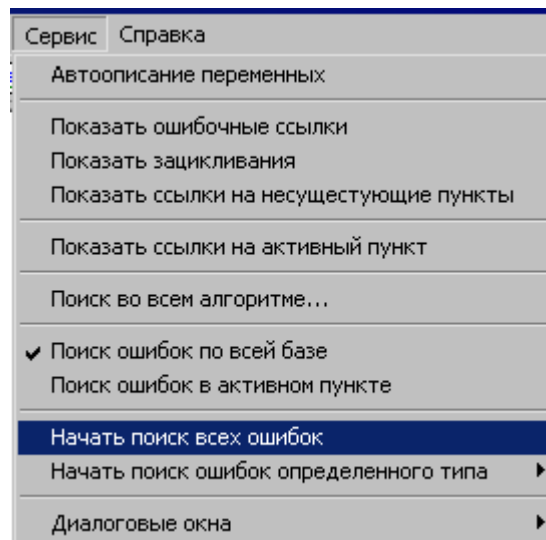 Сервис Справка
Автоописание переменных
Показать ошибочные ссылки
Показать зацикливания
Показать ссылки на несущестующие пункты
Показать ссылки на активный пункт
Поиск во всем алгоритме...
Поиск ошибок по всей базе
Поиск ошибок в активном пункте
Начать поиск всех ошибок
Начать поиск ошибок определенного типа
Диалоговые окна